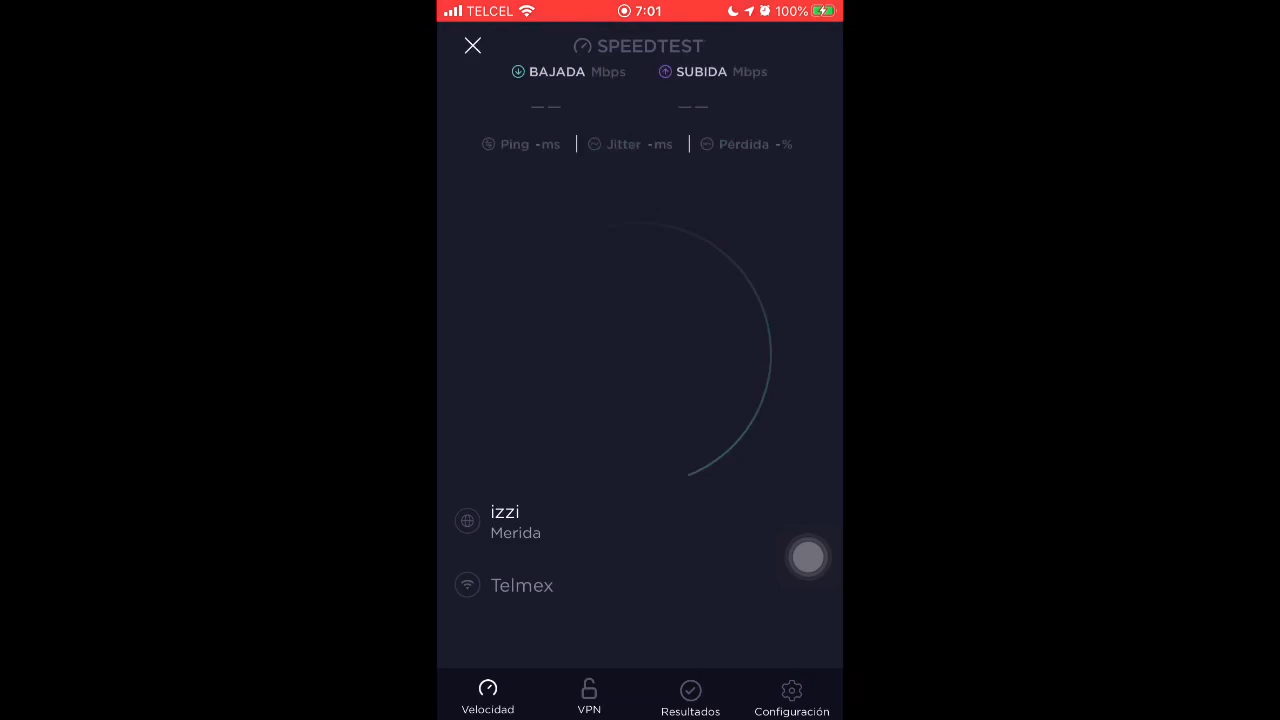 TELCEL 7:01 100%
SPEEDTEST
BAJADA Mbps SUBIDA Mbps
— — — —
Ping -ms Jitter -ms Pérdida -%
izzi
Merida
Telmex
Velocidad VPN Resultados Configuración